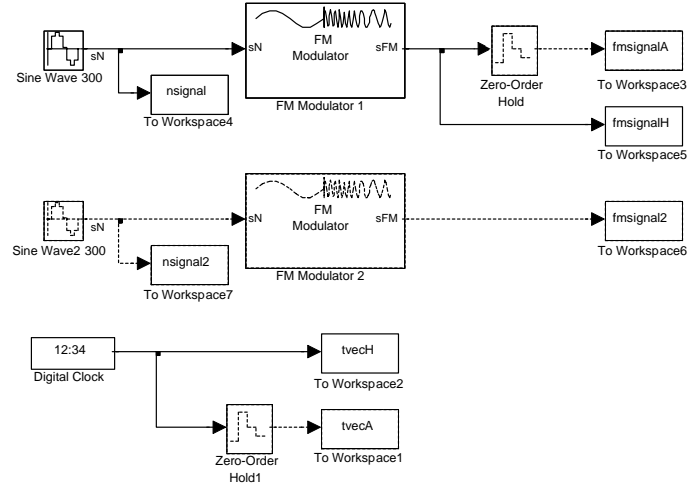 FM
Modulator
sN
sFM
Sine Wave 300
sN
FM Modulator 1
nsignal
To Workspace4
Zero-Order
Hold
fmsignalA
To Workspace3
fmsignalH
To Workspace5
FM
Modulator
sN
sFM
Sine Wave2 300
sN
FM Modulator 2
nsignal2
To Workspace7
fmsignal2
To Workspace6
12:34
Digital Clock
tvecH
To Workspace2
Zero-Order
Hold1
tvecA
To Workspace1